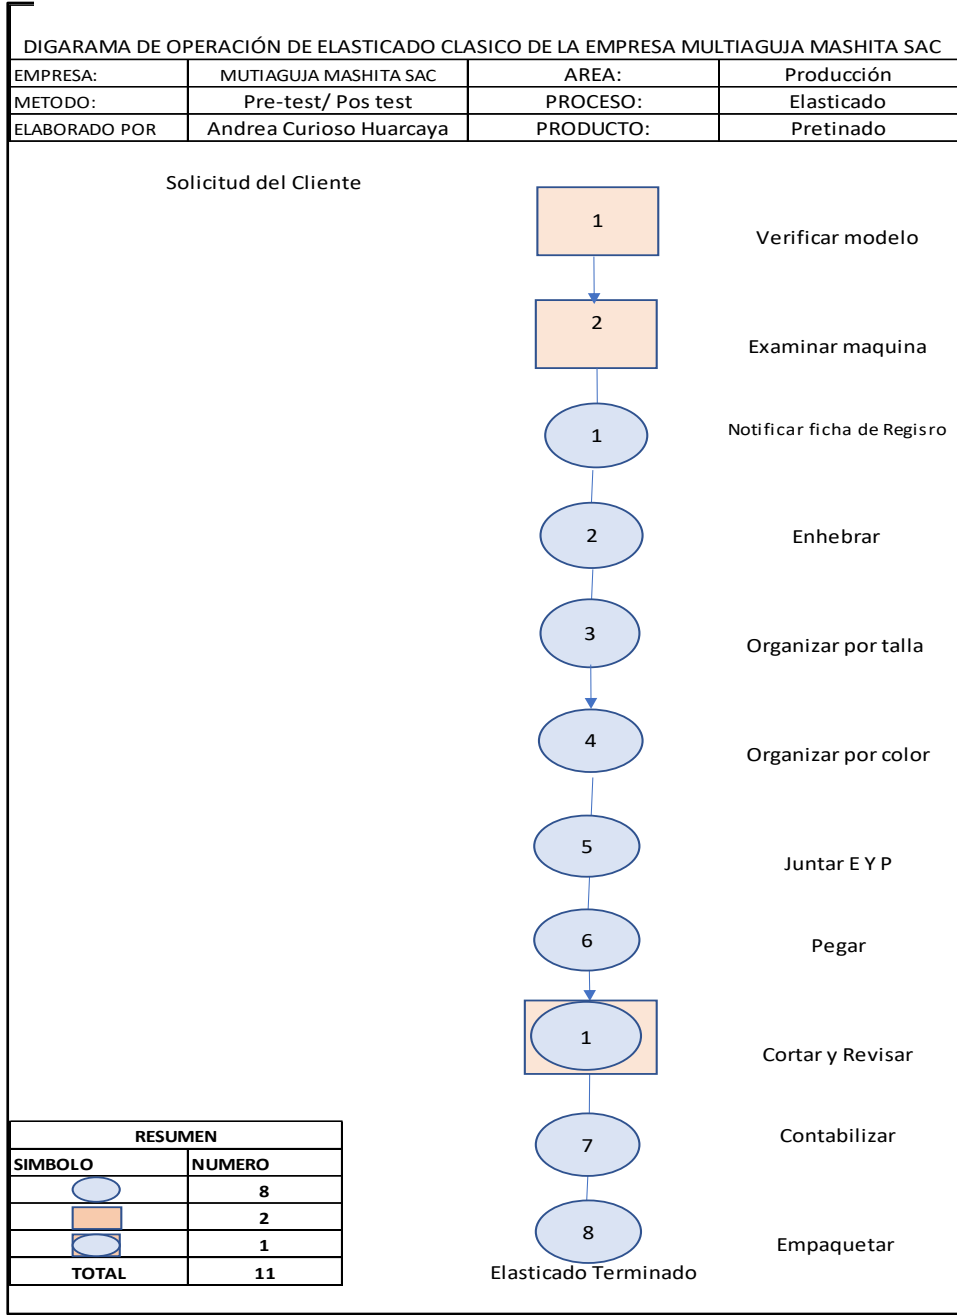 DIGARAMA DE OPERACIÓN DE ELASTICADO CLASICO DE LA EMPRESA MULTIAGUJA MASHITA SAC
EMPRESA: MUTIAGUJA MASHITA SAC AREA: Producción
METODO: Pre-test/ Pos test PROCESO: Elasticado
ELABORADO POR Andrea Curioso Huarcaya PRODUCTO: Pretinado
Solicitud del Cliente
1
Verificar modelo
2
Examinar maquina
1
Notificar ficha de Regisro
2
Enhebrar
3
Organizar por talla
4
Organizar por color
5
Juntar E Y P
6
Pegar
1
Cortar y Revisar
7
Contabilizar
8
Empaquetar
Elasticado Terminado
RESUMEN
SIMBOLO NUMERO
8
2
1
TOTAL 11